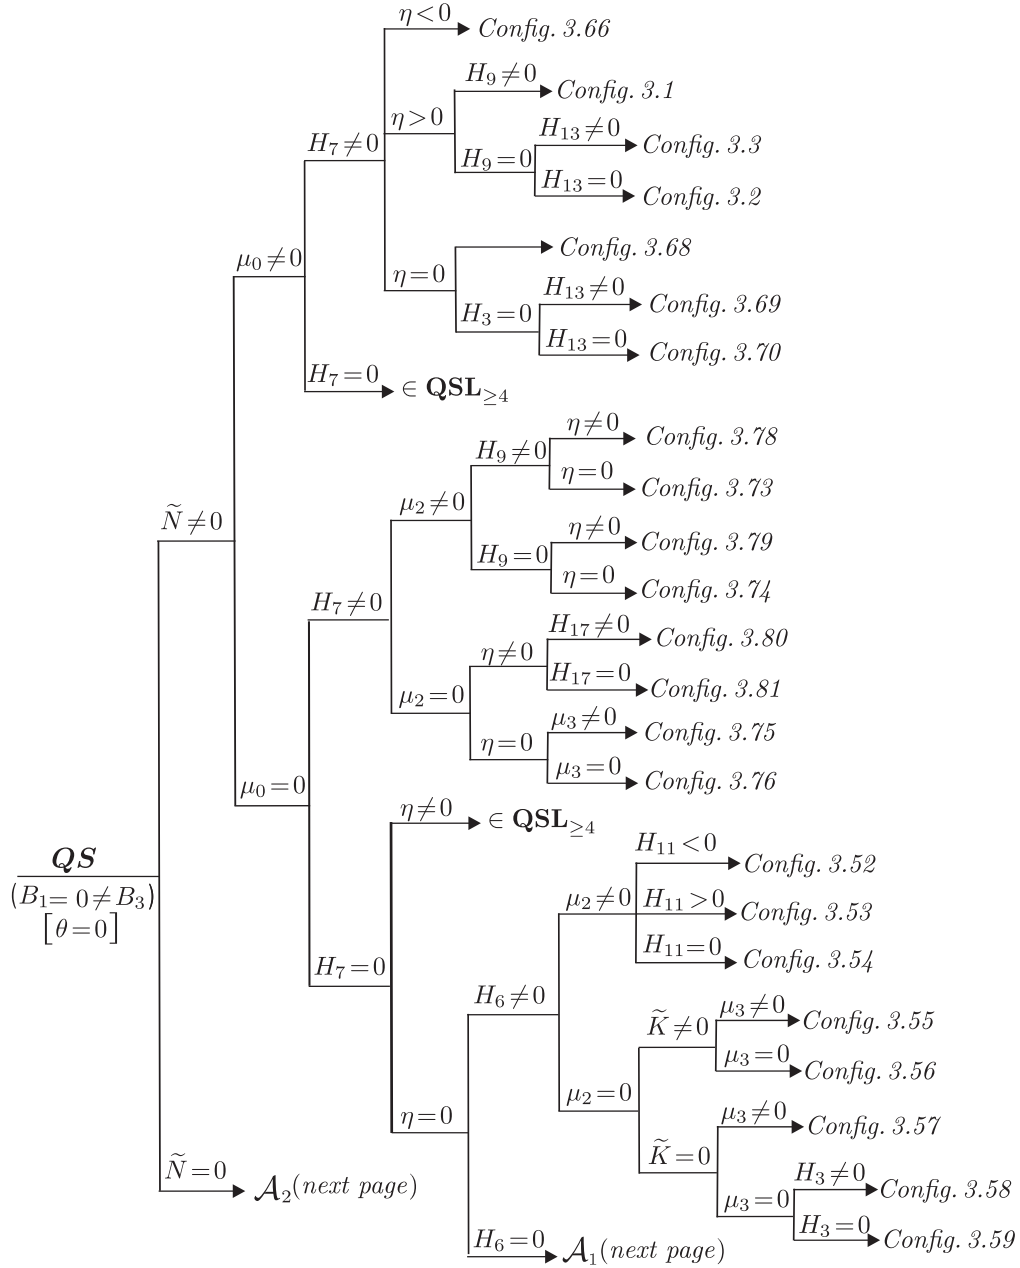 η<0
Config. 3.66
H₉≠0
Config. 3.1
η>0
H₁₃≠0
Config. 3.3
H₇≠0
H₉=0
H₁₃=0
Config. 3.2
μ₀≠0
Config. 3.68
η=0
H₁₃≠0
Config. 3.69
H₃=0
H₁₃=0
Config. 3.70
H₇=0
∈ QSL≥4
η≠0
Config. 3.78
H₉≠0
η=0
Config. 3.73
Ñ≠0
μ₂≠0
η≠0
Config. 3.79
H₉=0
η=0
Config. 3.74
H₇≠0
H₁₇≠0
Config. 3.80
η≠0
H₁₇=0
Config. 3.81
μ₂=0
μ₃≠0
Config. 3.75
η=0
μ₃=0
Config. 3.76
μ₀=0
η≠0
∈ QSL≥4
QS
(B₁=0≠B₃)
[θ=0]
H₁₁<0
Config. 3.52
μ₂≠0
H₁₁>0
Config. 3.53
H₁₁=0
Config. 3.54
H₇=0
H₆≠0
μ₃≠0
Config. 3.55
K̃≠0
μ₃=0
Config. 3.56
μ₂=0
η=0
μ₃≠0
Config. 3.57
K̃=0
H₃≠0
Config. 3.58
μ₃=0
H₃=0
Config. 3.59
Ñ=0
𝒜₂(next page)
H₆=0
𝒜₁(next page)